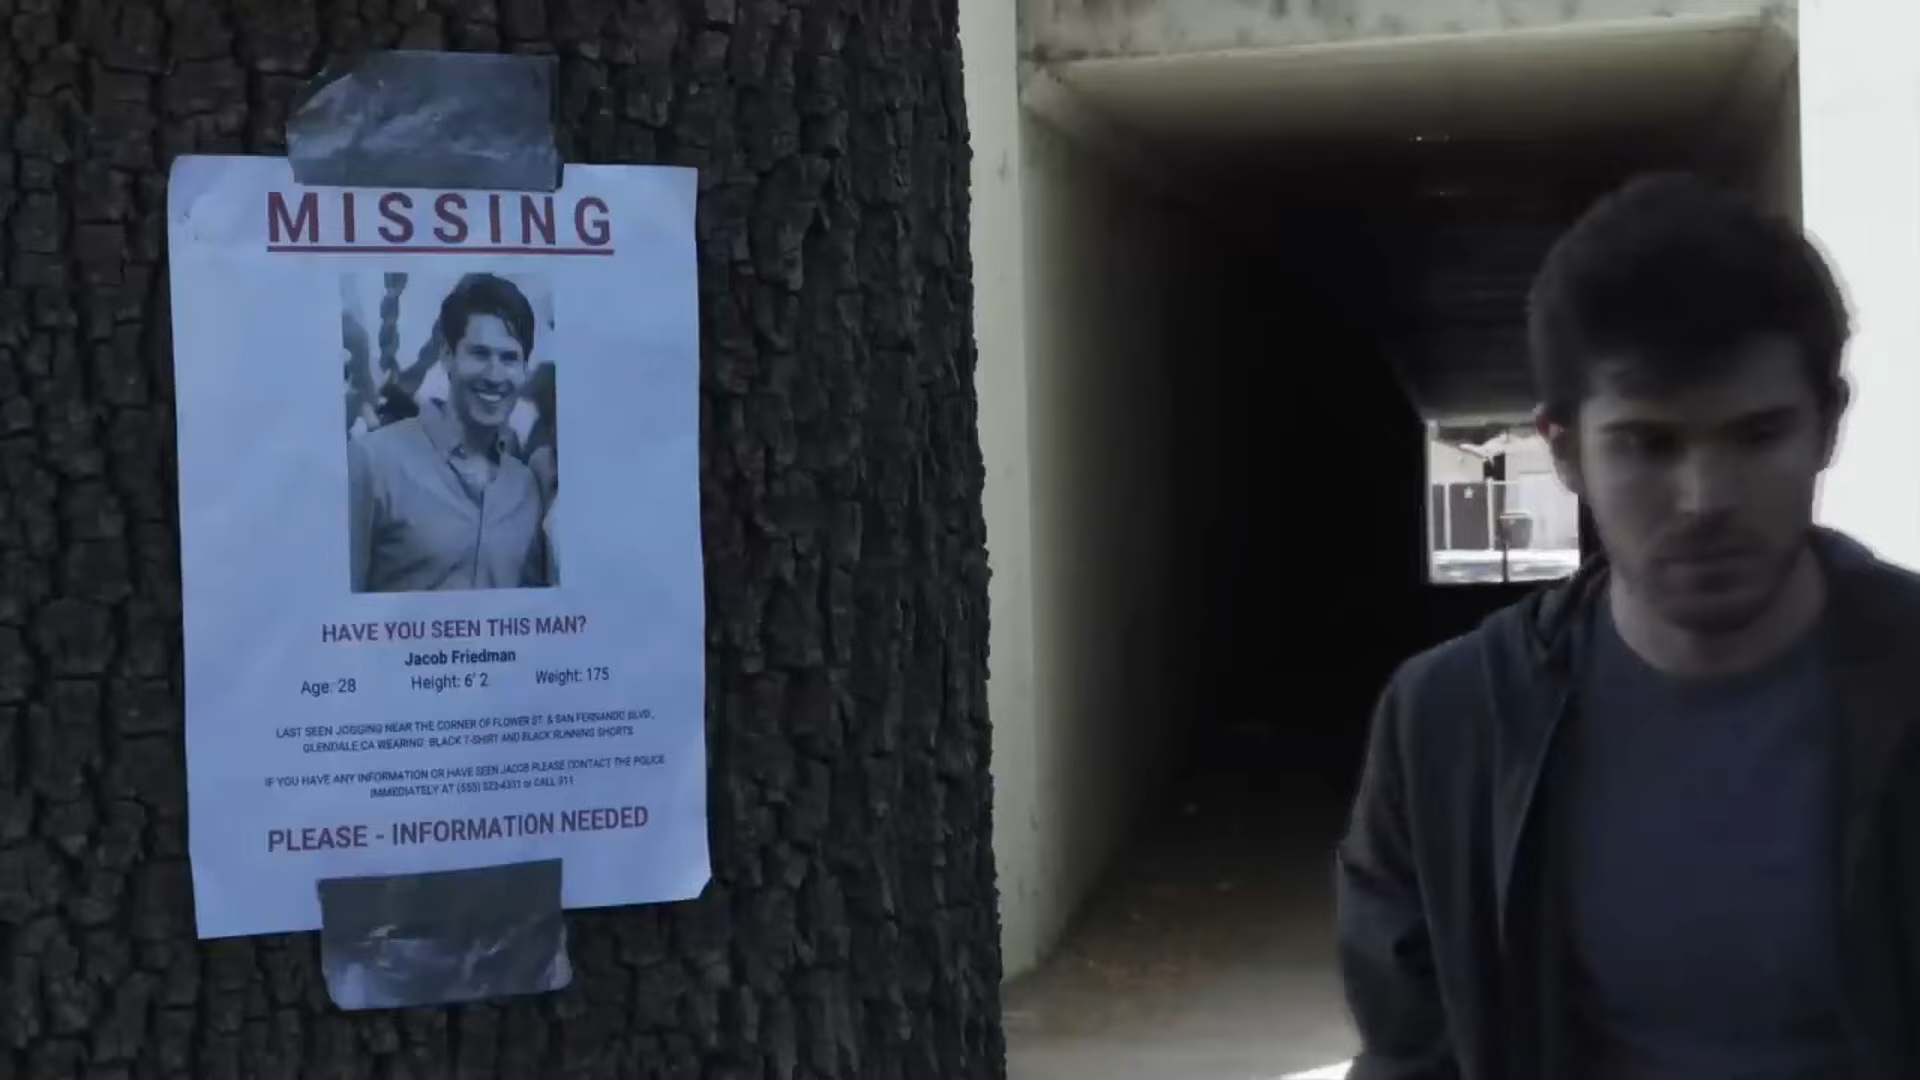 MISSING
HAVE YOU SEEN THIS MAN?
Jacob Friedman
Age: 28 Height: 6' 2 Weight: 175
LAST SEEN JOGGING NEAR THE CORNER OF FLOWER ST. & SAN FERNANDO BLVD.,
GLENDALE CA WEARING BLACK T-SHIRT AND BLACK RUNNING SHORTS
IF YOU HAVE ANY INFORMATION OR HAVE SEEN JACOB PLEASE CONTACT THE POLICE
IMMEDIATELY AT (555) or CALL 911
PLEASE - INFORMATION NEEDED